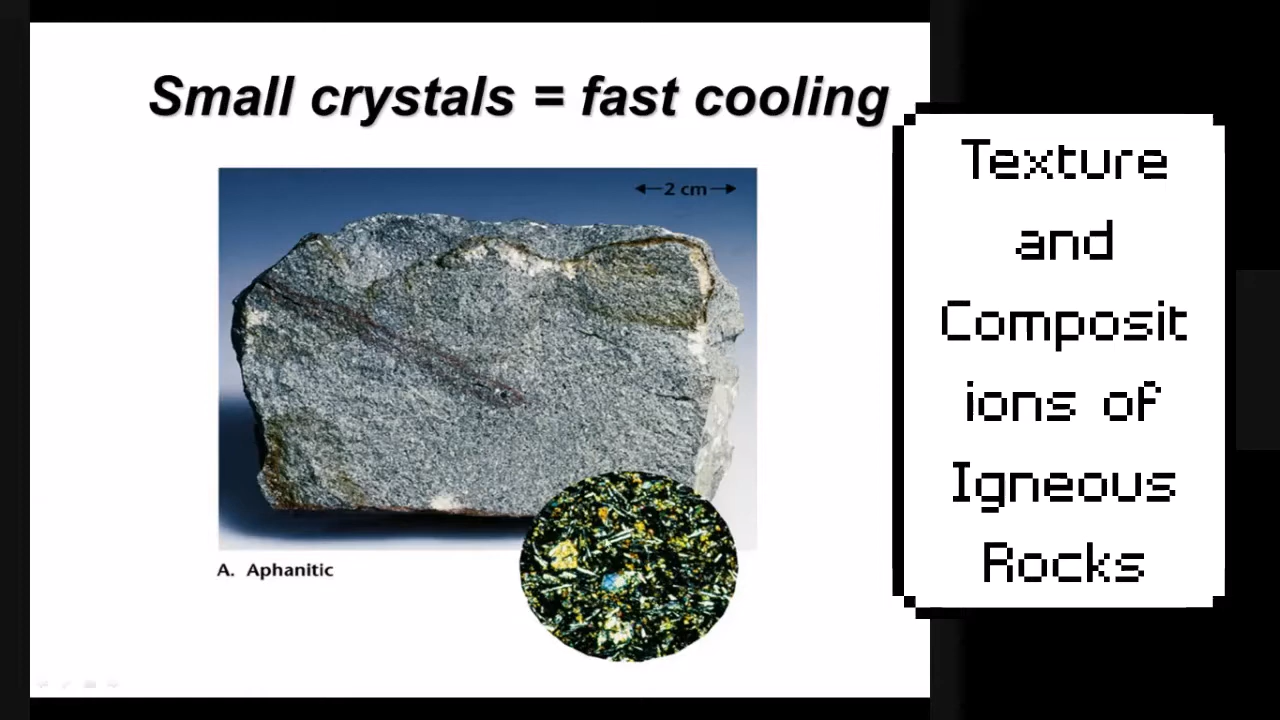 Small crystals = fast cooling
2 cm
A. Aphanitic
Texture
and
Composit
ions of
Igneous
Rocks